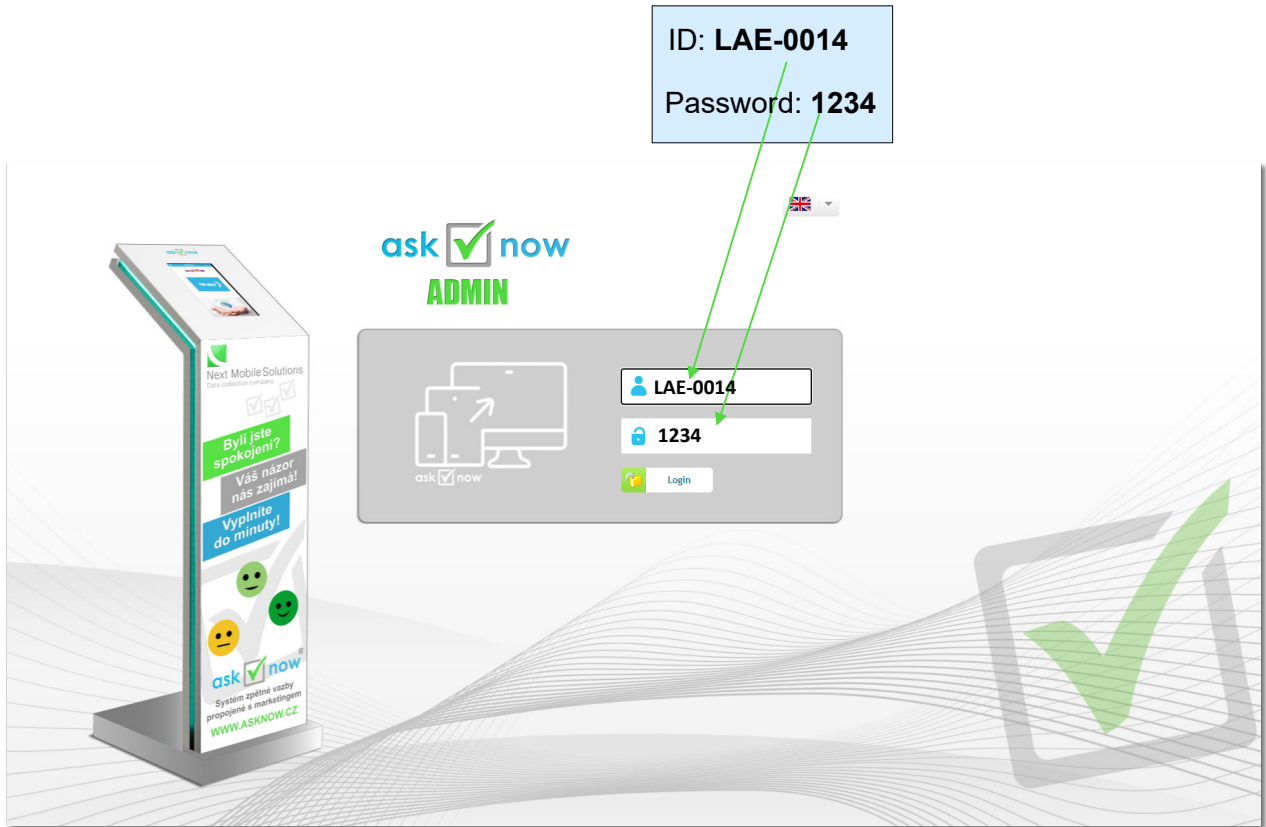 ID: LAE-0014
Password: 1234
ask now
ADMIN
LAE-0014
1234
Login
ask now
ask now
Next Mobile Solutions
Data collection company
Byli jste
spokojeni?
Váš názor
nás zajímá!
Vyplníte
do minuty!
ask now®
Systém zpětné vazby
propojené s marketingem
WWW.ASKNOW.CZ